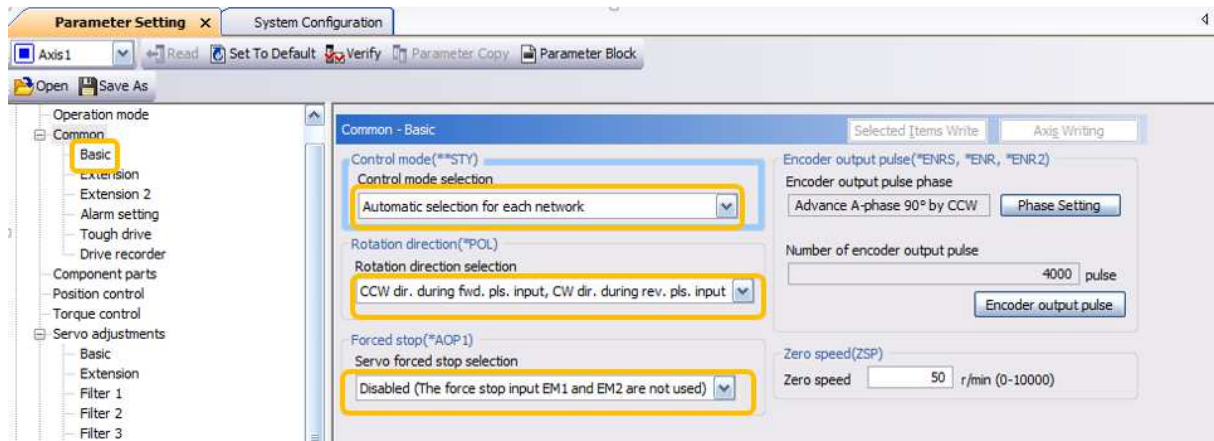 Parameter Setting X System Configuration
Axis1 Read Set To Default Verify Parameter Copy Parameter Block
Open Save As
Operation mode
Common
Basic
Extension
Extension 2
Alarm setting
Tough drive
Drive recorder
Component parts
Position control
Torque control
Servo adjustments
Basic
Extension
Filter 1
Filter 2
Filter 3
Common - Basic
Selected Items Write Axis Writing
Control mode(**STY)
Control mode selection
Automatic selection for each network
Rotation direction(*POL)
Rotation direction selection
CCW dir. during fwd. pls. input, CW dir. during rev. pls. input
Forced stop(*AOP1)
Servo forced stop selection
Disabled (The force stop input EM1 and EM2 are not used)
Encoder output pulse(*ENRS, *ENR, *ENR2)
Encoder output pulse phase
Advance A-phase 90° by CCW Phase Setting
Number of encoder output pulse
4000 pulse
Encoder output pulse
Zero speed(ZSP)
Zero speed 50 r/min (0-10000)